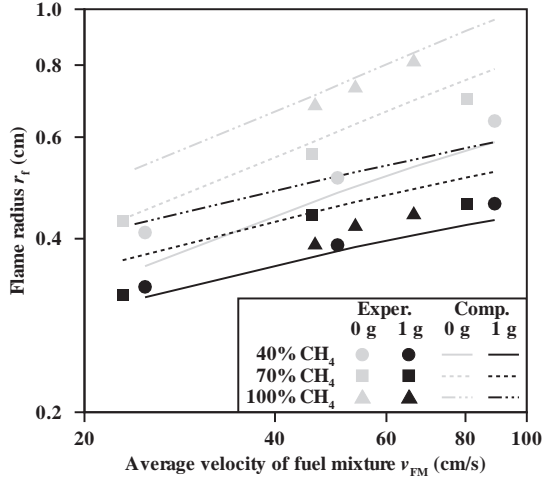 1.0
0.8
0.6
0.4
0.2
Flame radius r_f (cm)
Exper. Comp.
0 g 1 g 0 g 1 g
40% CH₄
70% CH₄
100% CH₄
20 40 60 80 100
Average velocity of fuel mixture v_FM (cm/s)